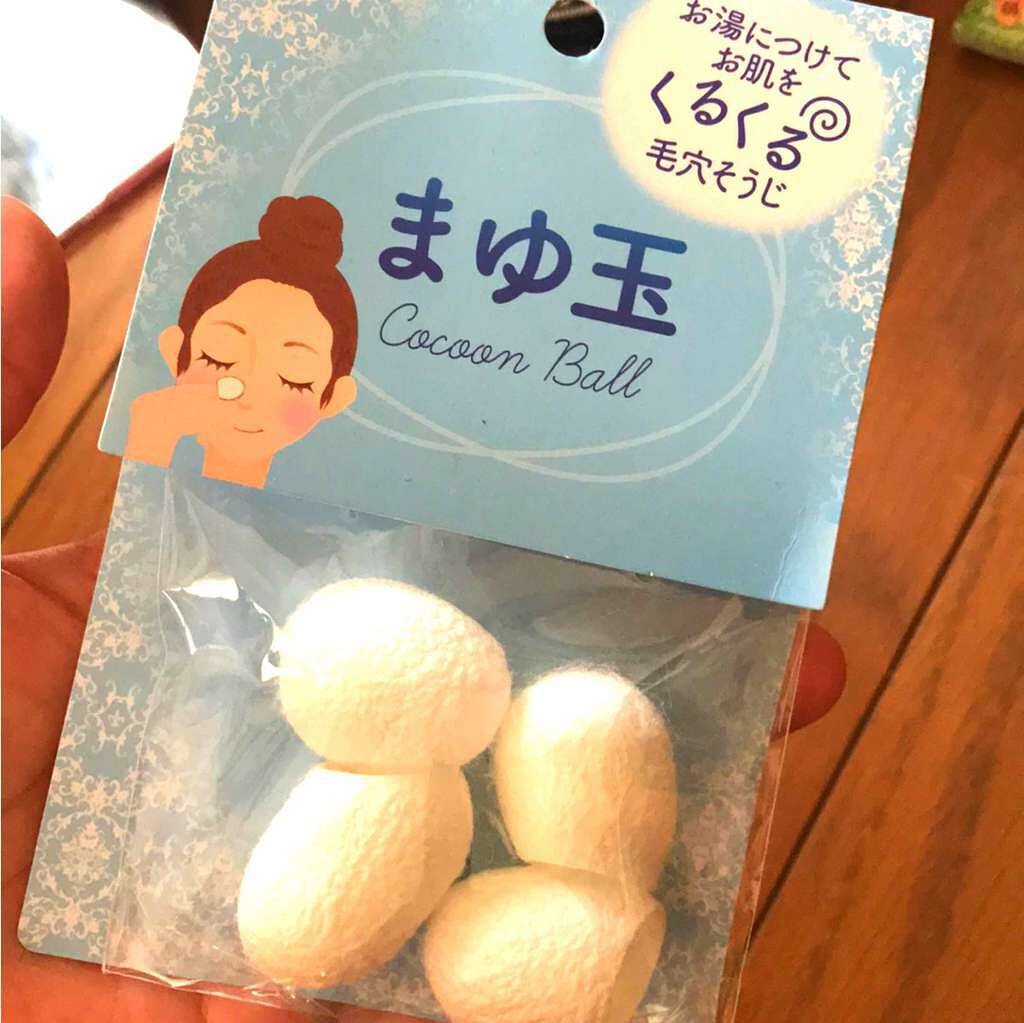 お湯につけて
お肌を
くるくる
毛穴そうじ
まゆ玉
Cocoon Ball